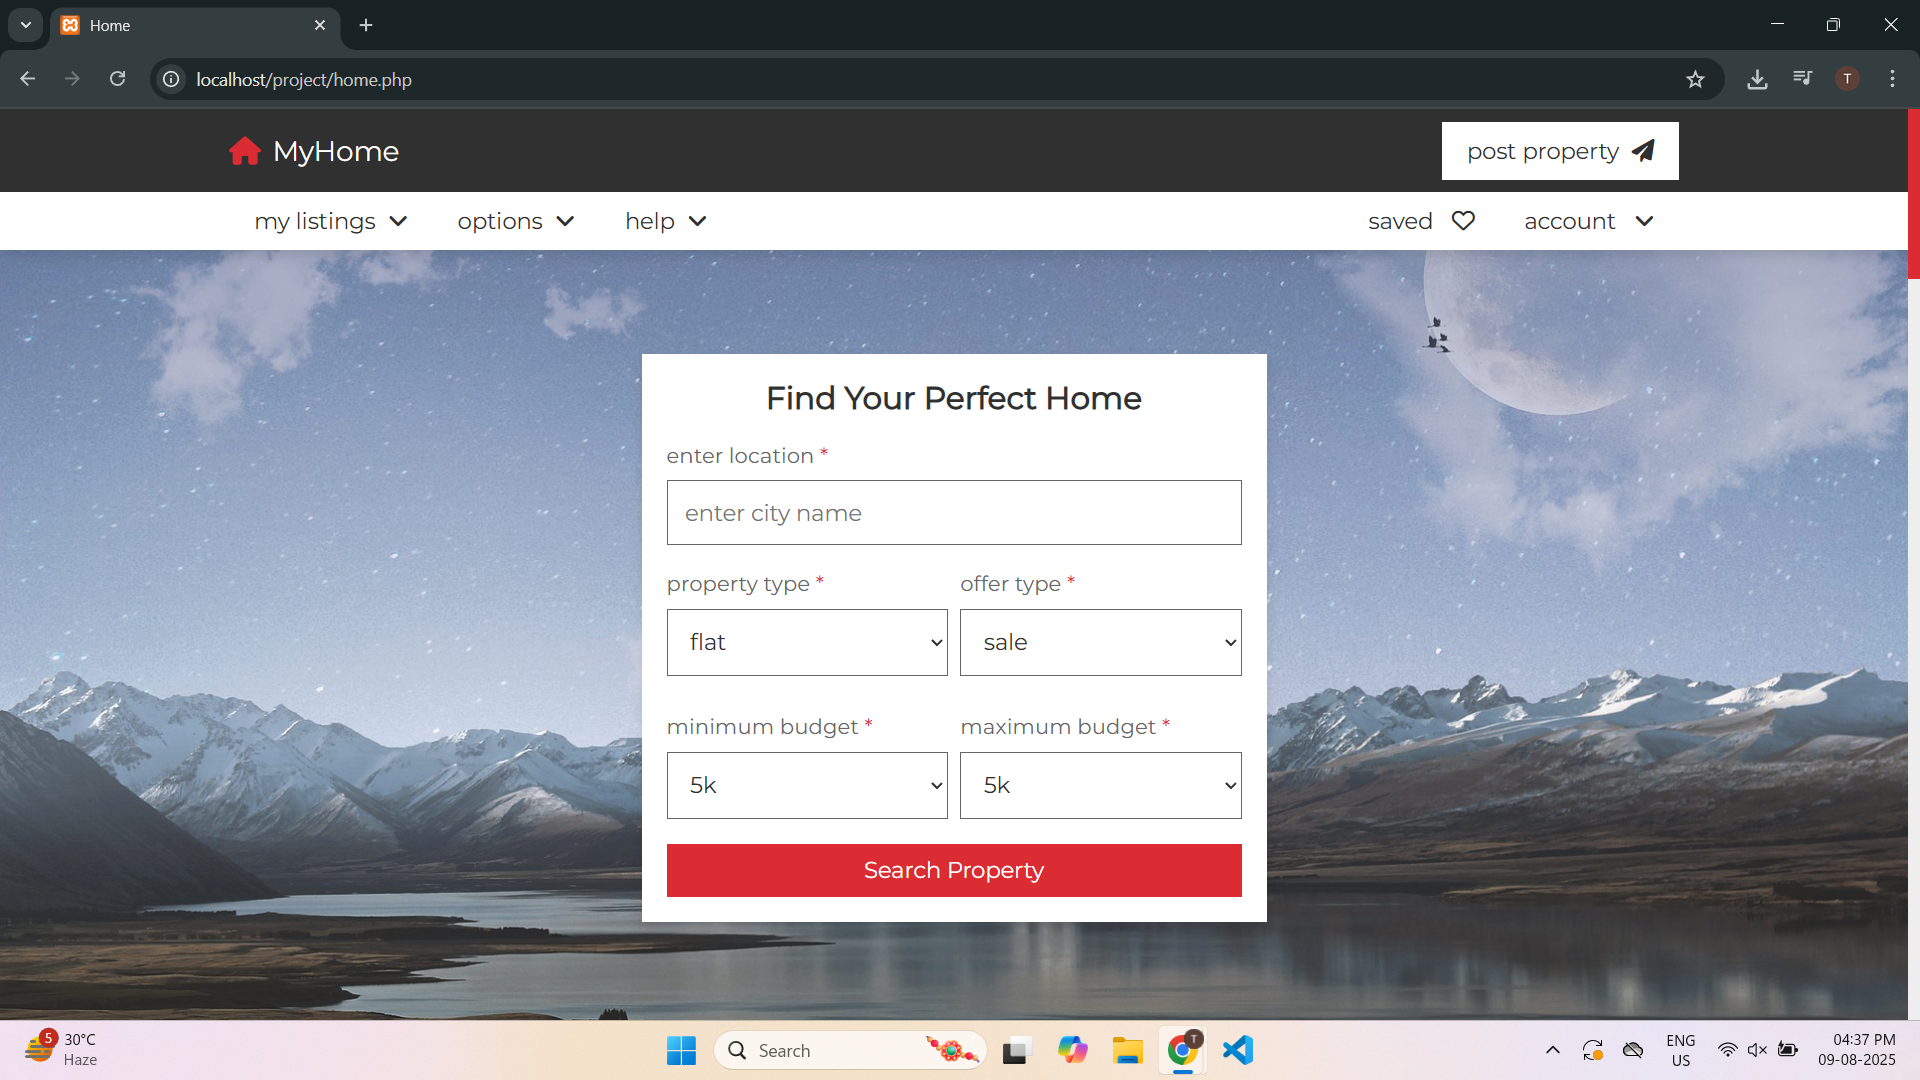 Home
localhost/project/home.php
T
MyHome
post property
my listings
options
help
saved
account
Find Your Perfect Home
enter location *
enter city name
property type *
offer type *
flat
sale
minimum budget *
maximum budget *
5k
5k
Search Property
5
30°C
Haze
Search
T
ENG
US
04:37 PM
09-08-2025